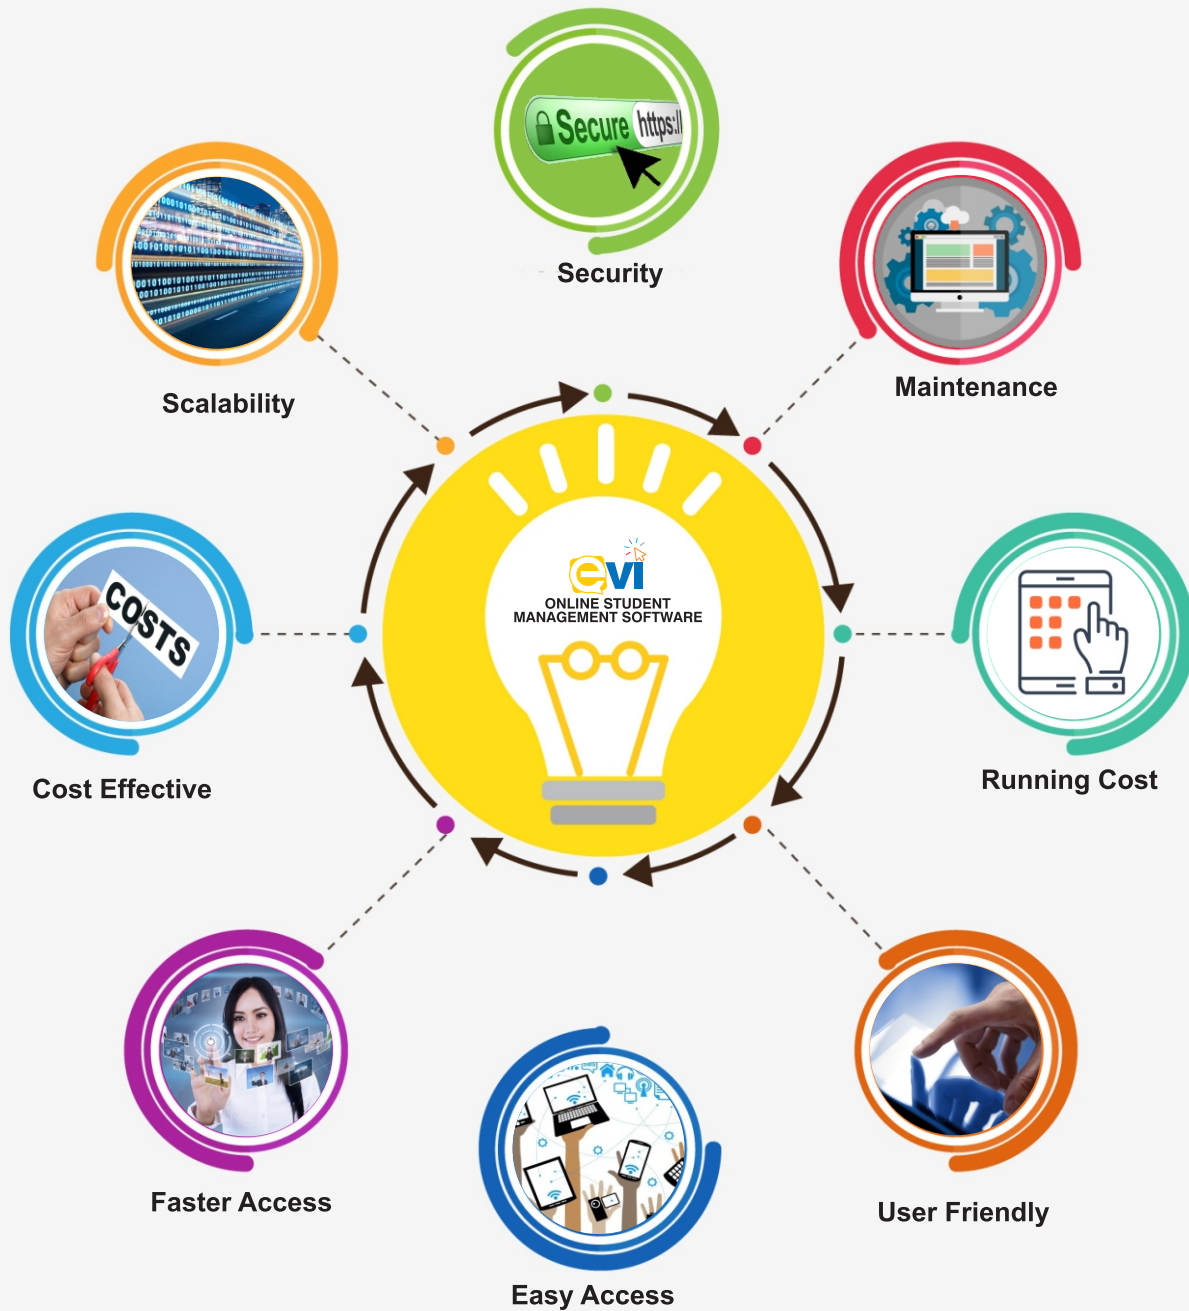 Secure https://
Security
Scalability
Maintenance
evi
ONLINE STUDENT
MANAGEMENT SOFTWARE
COSTS
Cost Effective
Running Cost
Faster Access
User Friendly
Easy Access